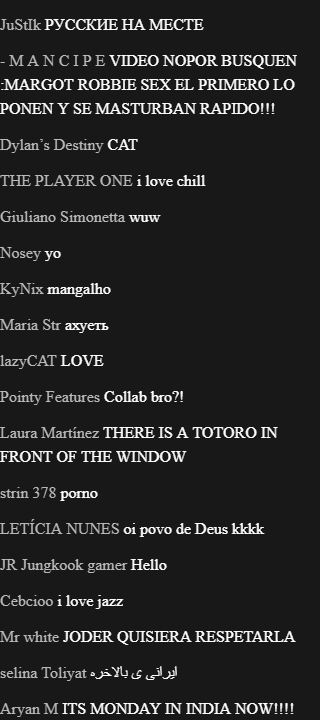 JuStIk РУССКИЕ НА МЕСТЕ
- M A N C I P E VIDEO NOPOR BUSQUEN
:MARGOT ROBBIE SEX EL PRIMERO LO
PONEN Y SE MASTURBAN RAPIDO!!!
Dylan’s Destiny CAT
THE PLAYER ONE i love chill
Giuliano Simonetta wuw
Nosey yo
KyNix mangalho
Maria Str ахуеть
lazyCAT LOVE
Pointy Features Collab bro?!
Laura Martínez THERE IS A TOTORO IN
FRONT OF THE WINDOW
strin 378 porno
LETÍCIA NUNES oi povo de Deus kkkk
JR Jungkook gamer Hello
Cebcioo i love jazz
Mr white JODER QUISIERA RESPETARLA
selina Toliyat ایرانی ی بالاخره
Aryan M ITS MONDAY IN INDIA NOW!!!!